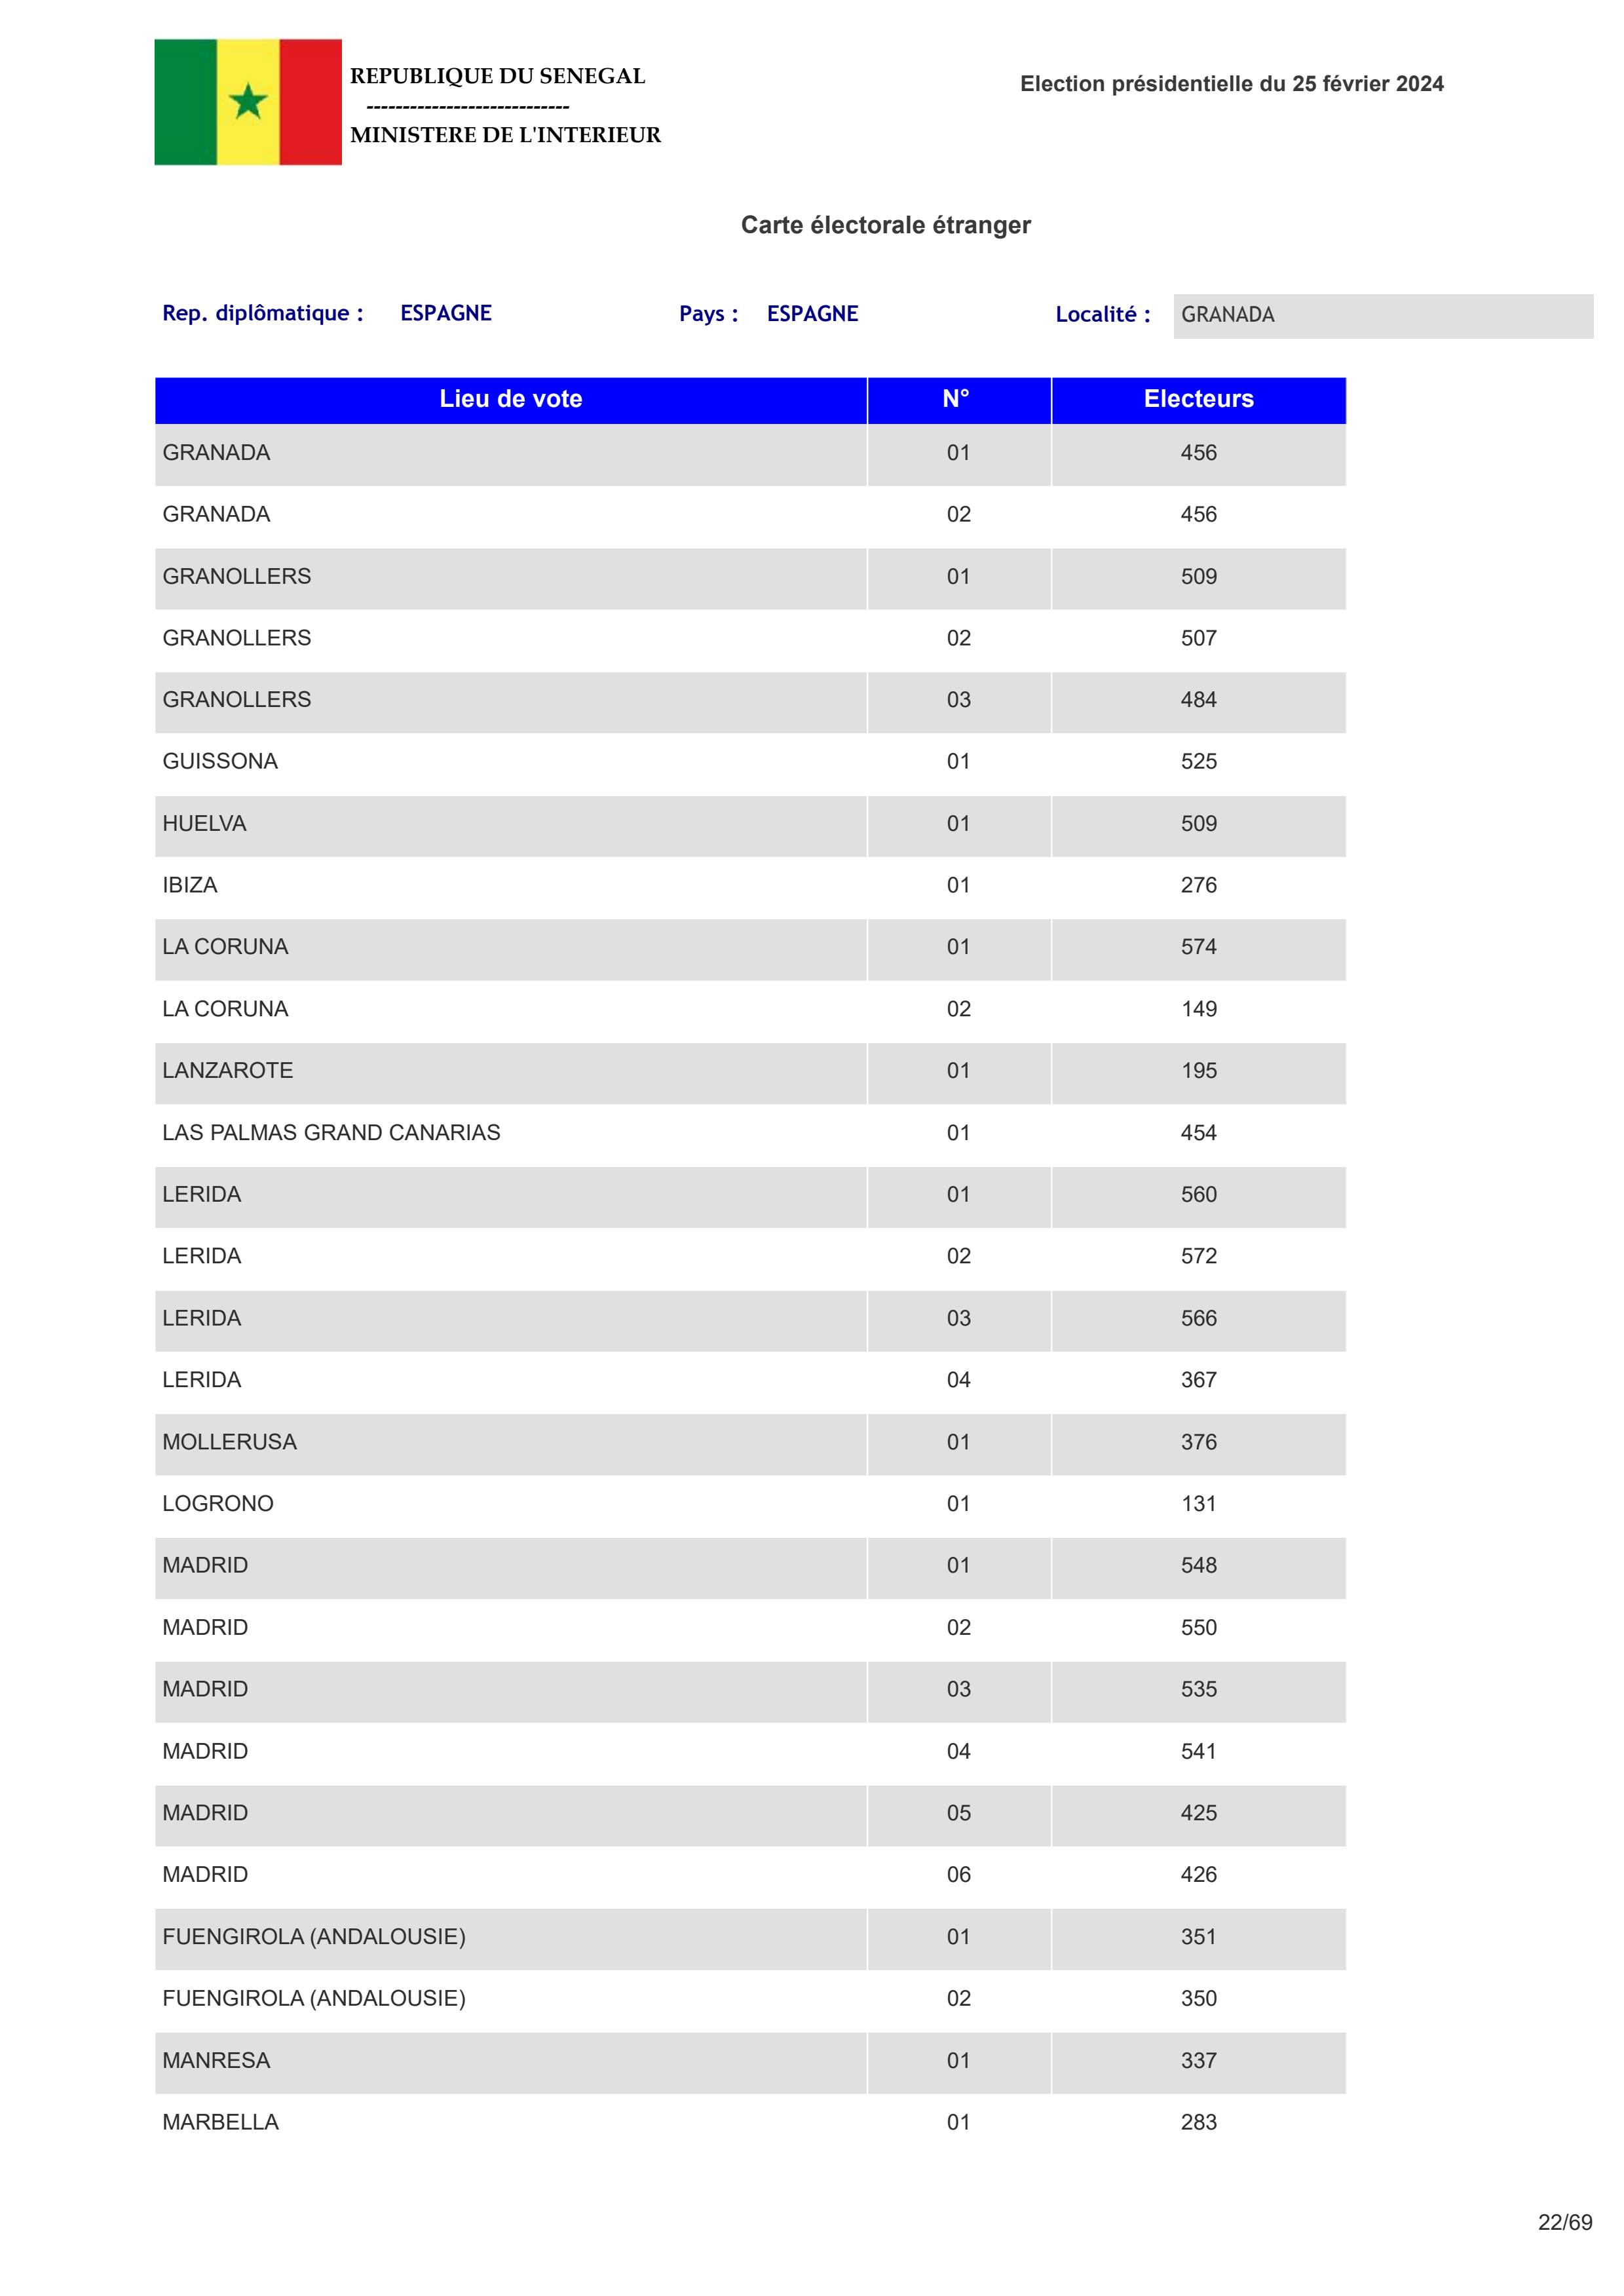 REPUBLIQUE DU SENEGAL
----------------------------
MINISTERE DE L'INTERIEUR
Election présidentielle du 25 février 2024
Carte électorale étranger
Rep. diplômatique : ESPAGNE Pays : ESPAGNE Localité : GRANADA
Lieu de vote N° Electeurs
GRANADA 01 456
GRANADA 02 456
GRANOLLERS 01 509
GRANOLLERS 02 507
GRANOLLERS 03 484
GUISSONA 01 525
HUELVA 01 509
IBIZA 01 276
LA CORUNA 01 574
LA CORUNA 02 149
LANZAROTE 01 195
LAS PALMAS GRAND CANARIAS 01 454
LERIDA 01 560
LERIDA 02 572
LERIDA 03 566
LERIDA 04 367
MOLLERUSA 01 376
LOGRONO 01 131
MADRID 01 548
MADRID 02 550
MADRID 03 535
MADRID 04 541
MADRID 05 425
MADRID 06 426
FUENGIROLA (ANDALOUSIE) 01 351
FUENGIROLA (ANDALOUSIE) 02 350
MANRESA 01 337
MARBELLA 01 283
22/69